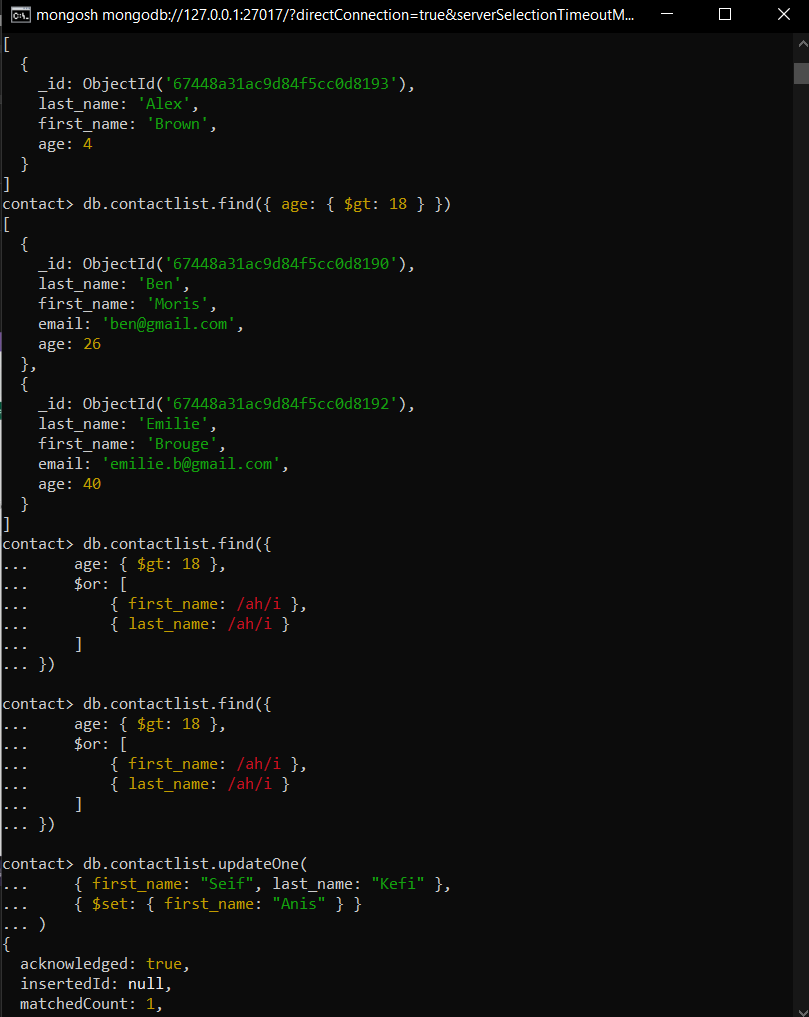 mongosh mongodb://127.0.0.1:27017/?directConnection=true&serverSelectionTimeoutM...
[
  {
    _id: ObjectId('67448a31ac9d84f5cc0d8193'),
    last_name: 'Alex',
    first_name: 'Brown',
    age: 4
  }
]
contact> db.contactlist.find({ age: { $gt: 18 } })
[
  {
    _id: ObjectId('67448a31ac9d84f5cc0d8190'),
    last_name: 'Ben',
    first_name: 'Moris',
    email: 'ben@gmail.com',
    age: 26
  },
  {
    _id: ObjectId('67448a31ac9d84f5cc0d8192'),
    last_name: 'Emilie',
    first_name: 'Brouge',
    email: 'emilie.b@gmail.com',
    age: 40
  }
]
contact> db.contactlist.find({
...     age: { $gt: 18 },
...     $or: [
...         { first_name: /ah/i },
...         { last_name: /ah/i }
...     ]
... })

contact> db.contactlist.find({
...     age: { $gt: 18 },
...     $or: [
...         { first_name: /ah/i },
...         { last_name: /ah/i }
...     ]
... })

contact> db.contactlist.updateOne(
...     { first_name: "Seif", last_name: "Kefi" },
...     { $set: { first_name: "Anis" } }
... )
{
  acknowledged: true,
  insertedId: null,
  matchedCount: 1,